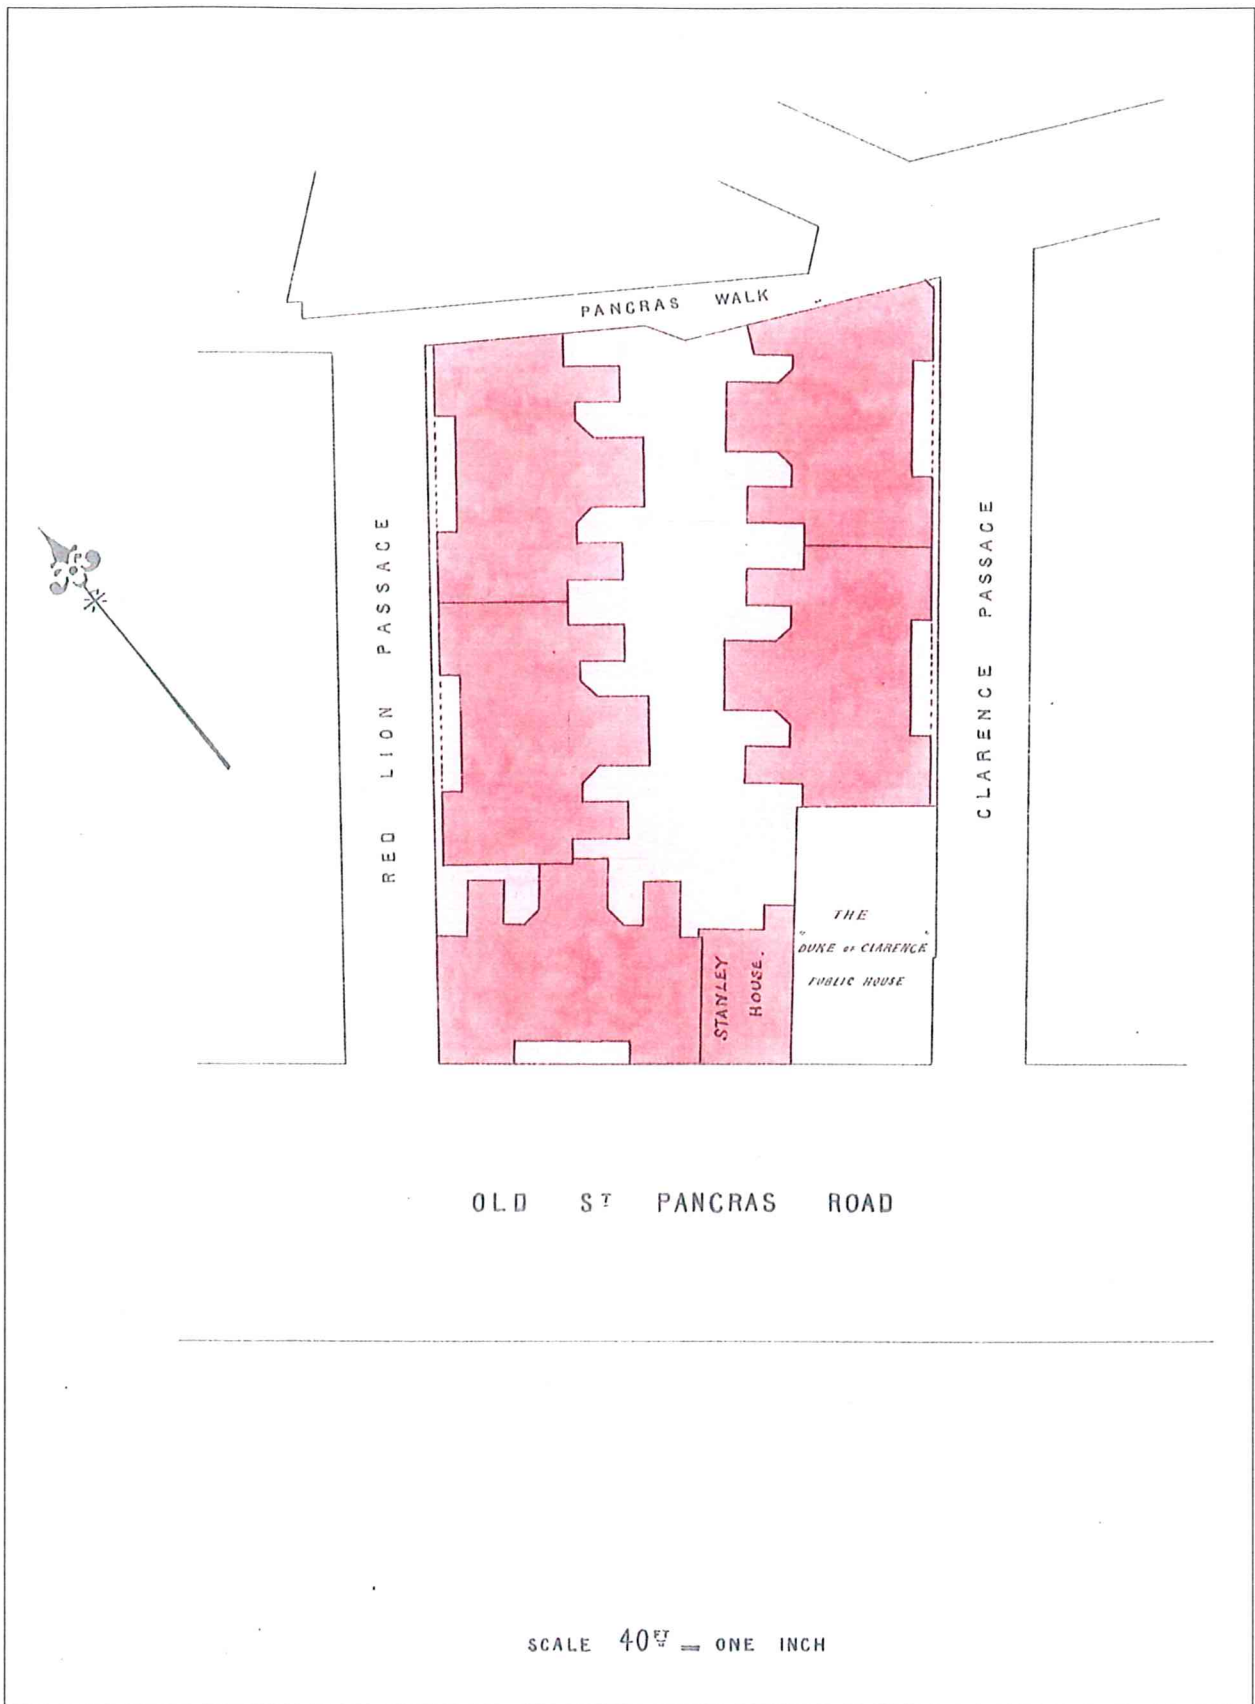 PANCRAS WALK
RED LION PASSAGE
CLARENCE PASSAGE
THE
"DUKE OF CLARENCE"
PUBLIC HOUSE
STANLEY
HOUSE.
OLD ST PANCRAS ROAD
SCALE 40FT = ONE INCH